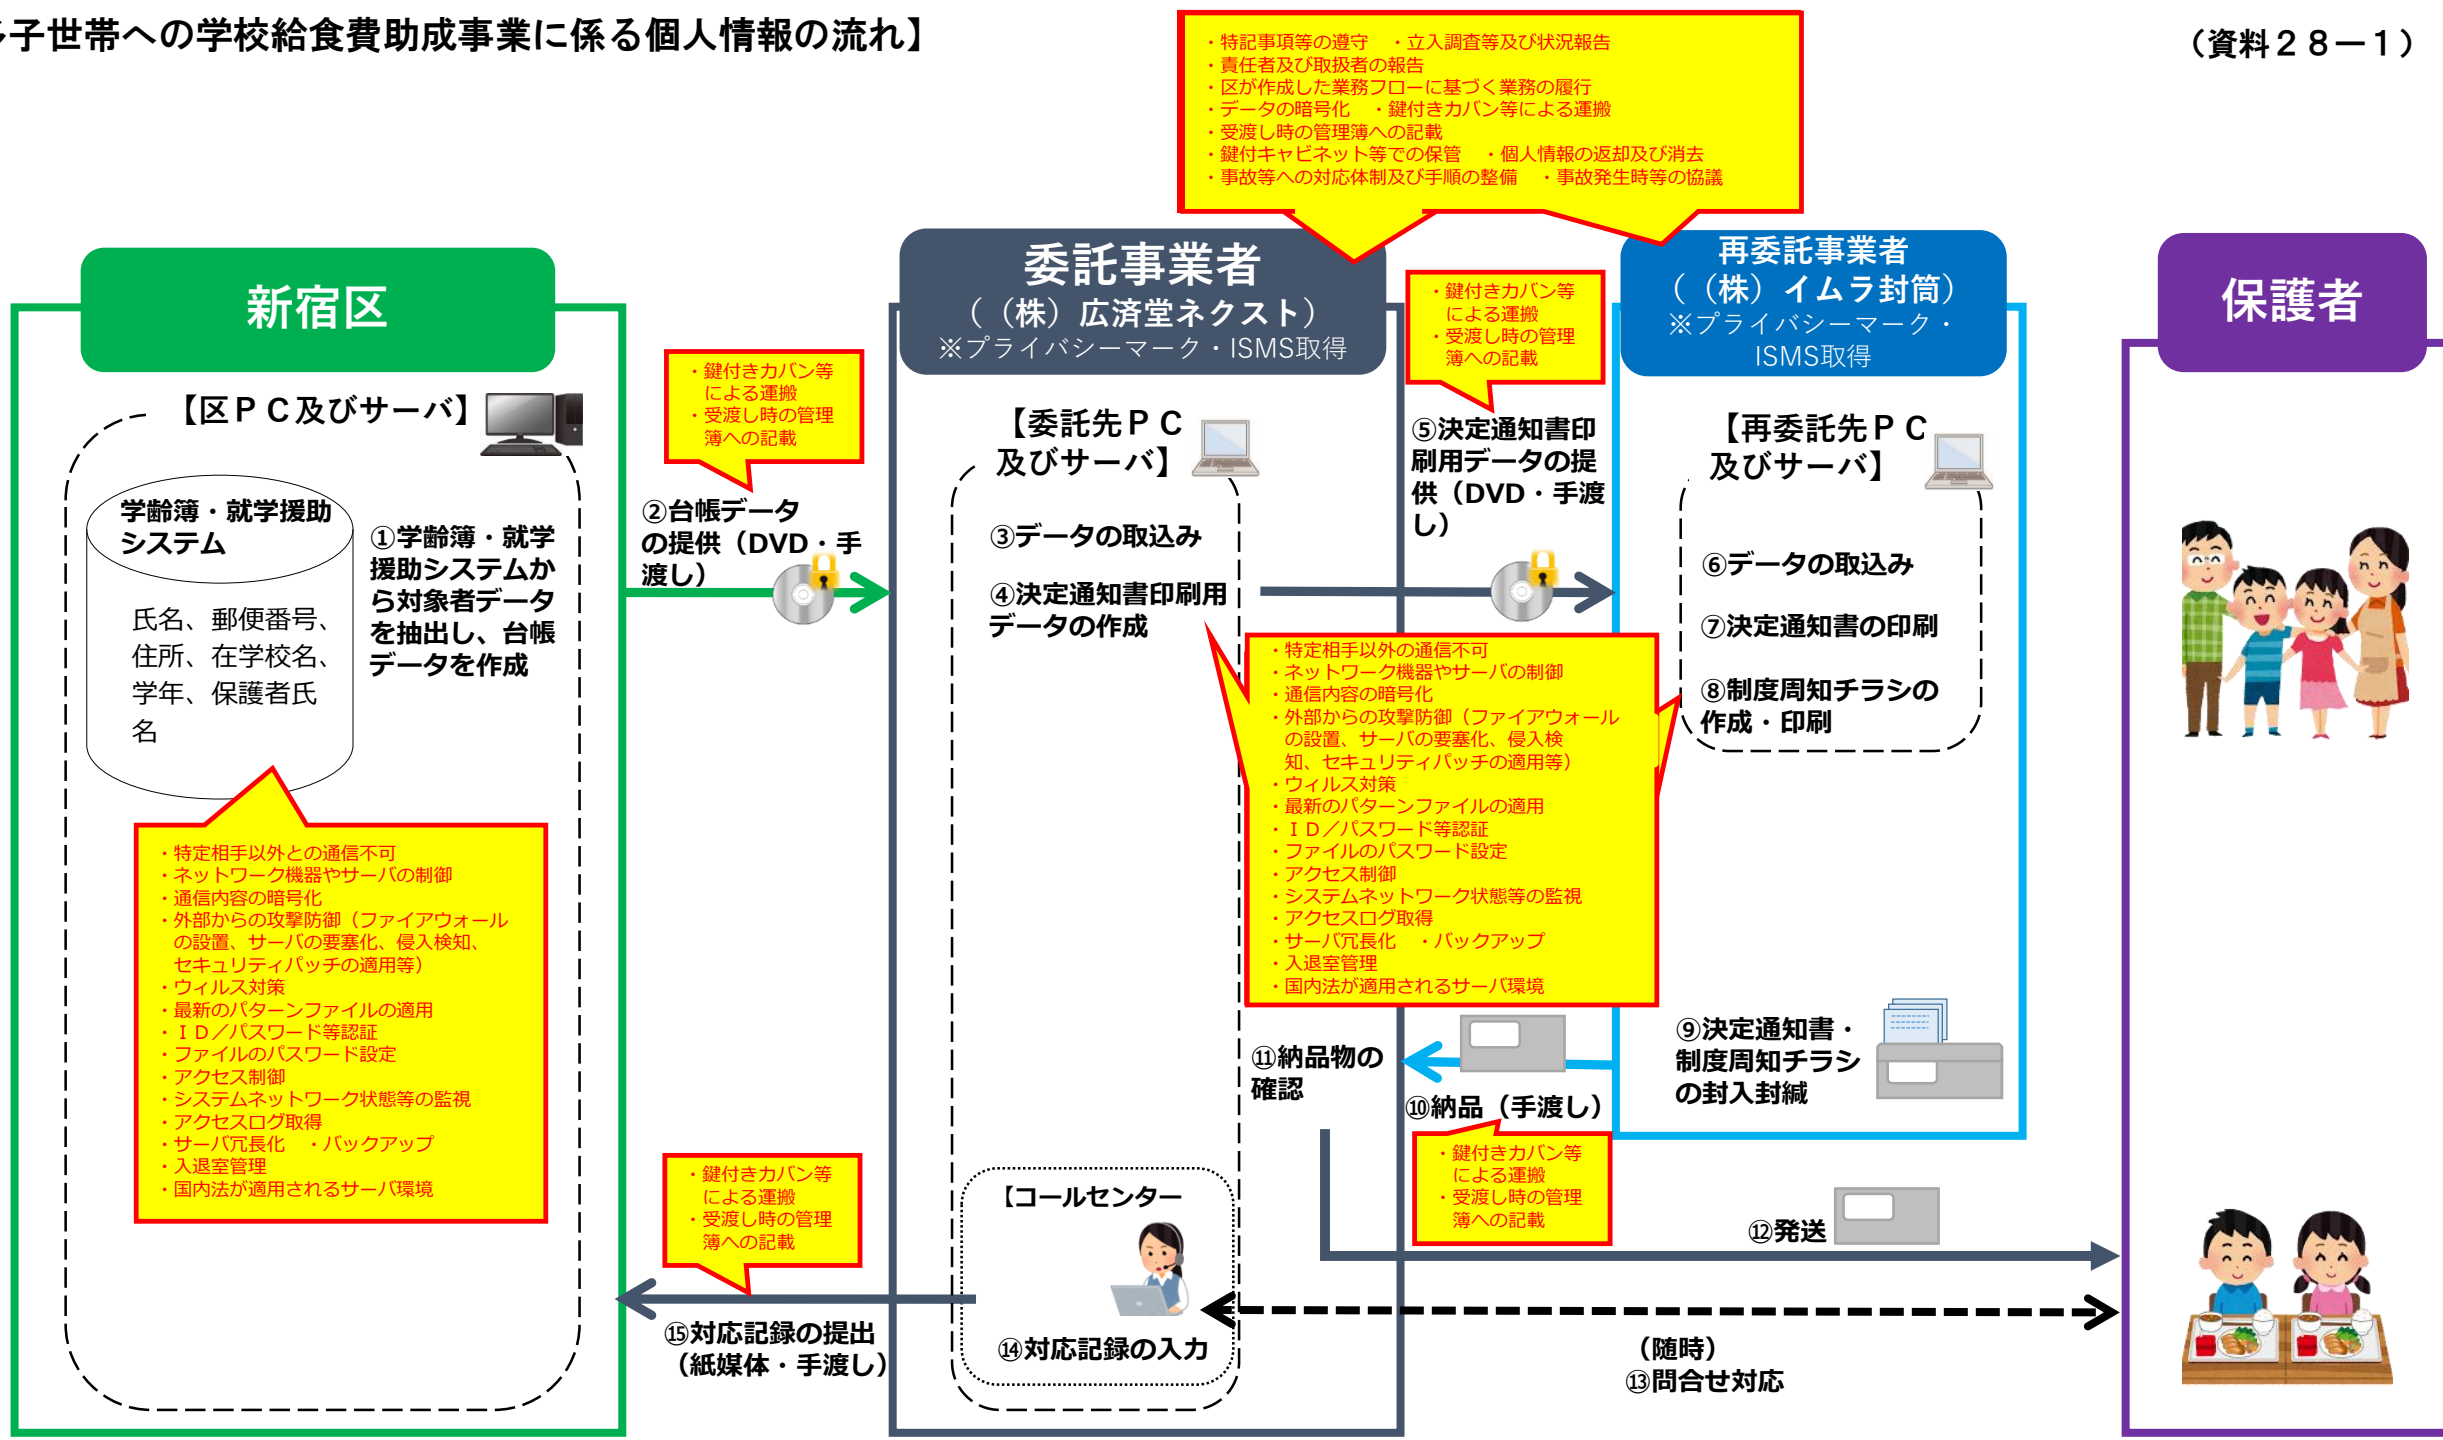 子世帯への学校給食費助成事業に係る個人情報の流れ】
（資料２８－１）
・特記事項等の遵守　・立入調査等及び状況報告
・責任者及び取扱者の報告
・区が作成した業務フローに基づく業務の履行
・データの暗号化　・鍵付きカバン等による運搬
・受渡し時の管理簿への記載
・鍵付キャビネット等での保管　・個人情報の返却及び消去
・事故等への対応体制及び手順の整備　・事故発生時等の協議
新宿区
【区ＰＣ及びサーバ】
学齢簿・就学援助
システム
氏名、郵便番号、
住所、在学校名、
学年、保護者氏
名
①学齢簿・就学
援助システムか
ら対象者データ
を抽出し、台帳
データを作成
・特定相手以外との通信不可
・ネットワーク機器やサーバの制御
・通信内容の暗号化
・外部からの攻撃防御（ファイアウォール
の設置、サーバの要塞化、侵入検知、
セキュリティパッチの適用等）
・ウィルス対策
・最新のパターンファイルの適用
・ＩＤ／パスワード等認証
・ファイルのパスワード設定
・アクセス制御
・システムネットワーク状態等の監視
・アクセスログ取得
・サーバ冗長化　・バックアップ
・入退室管理
・国内法が適用されるサーバ環境
・鍵付きカバン等
による運搬
・受渡し時の管理
簿への記載
②台帳データ
の提供（DVD・手
渡し）
委託事業者
（（株）広済堂ネクスト）
※プライバシーマーク・ISMS取得
【委託先ＰＣ
及びサーバ】
③データの取込み
④決定通知書印刷用
データの作成
・鍵付きカバン等
による運搬
・受渡し時の管理
簿への記載
⑤決定通知書印
刷用データの提
供（DVD・手渡
し）
・特定相手以外の通信不可
・ネットワーク機器やサーバの制御
・通信内容の暗号化
・外部からの攻撃防御（ファイアウォール
の設置、サーバの要塞化、侵入検
知、セキュリティパッチの適用等）
・ウィルス対策
・最新のパターンファイルの適用
・ＩＤ／パスワード等認証
・ファイルのパスワード設定
・アクセス制御
・システムネットワーク状態等の監視
・アクセスログ取得
・サーバ冗長化　・バックアップ
・入退室管理
・国内法が適用されるサーバ環境
再委託事業者
（（株）イムラ封筒）
※プライバシーマーク・
ISMS取得
【再委託先ＰＣ
及びサーバ】
⑥データの取込み
⑦決定通知書の印刷
⑧制度周知チラシの
作成・印刷
⑨決定通知書・
制度周知チラシ
の封入封緘
⑩納品（手渡し）
・鍵付きカバン等
による運搬
・受渡し時の管理
簿への記載
⑪納品物の
確認
⑫発送
保護者
（随時）
⑬問合せ対応
【コールセンター
⑭対応記録の入力
・鍵付きカバン等
による運搬
・受渡し時の管理
簿への記載
⑮対応記録の提出
（紙媒体・手渡し）